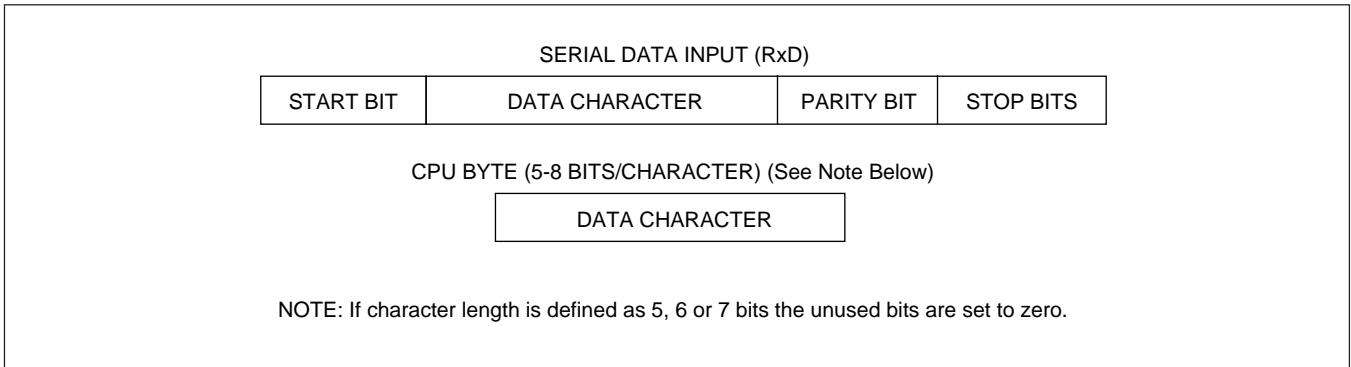 SERIAL DATA INPUT (RxD)
START BIT DATA CHARACTER PARITY BIT STOP BITS
CPU BYTE (5-8 BITS/CHARACTER) (See Note Below)
DATA CHARACTER
NOTE: If character length is defined as 5, 6 or 7 bits the unused bits are set to zero.